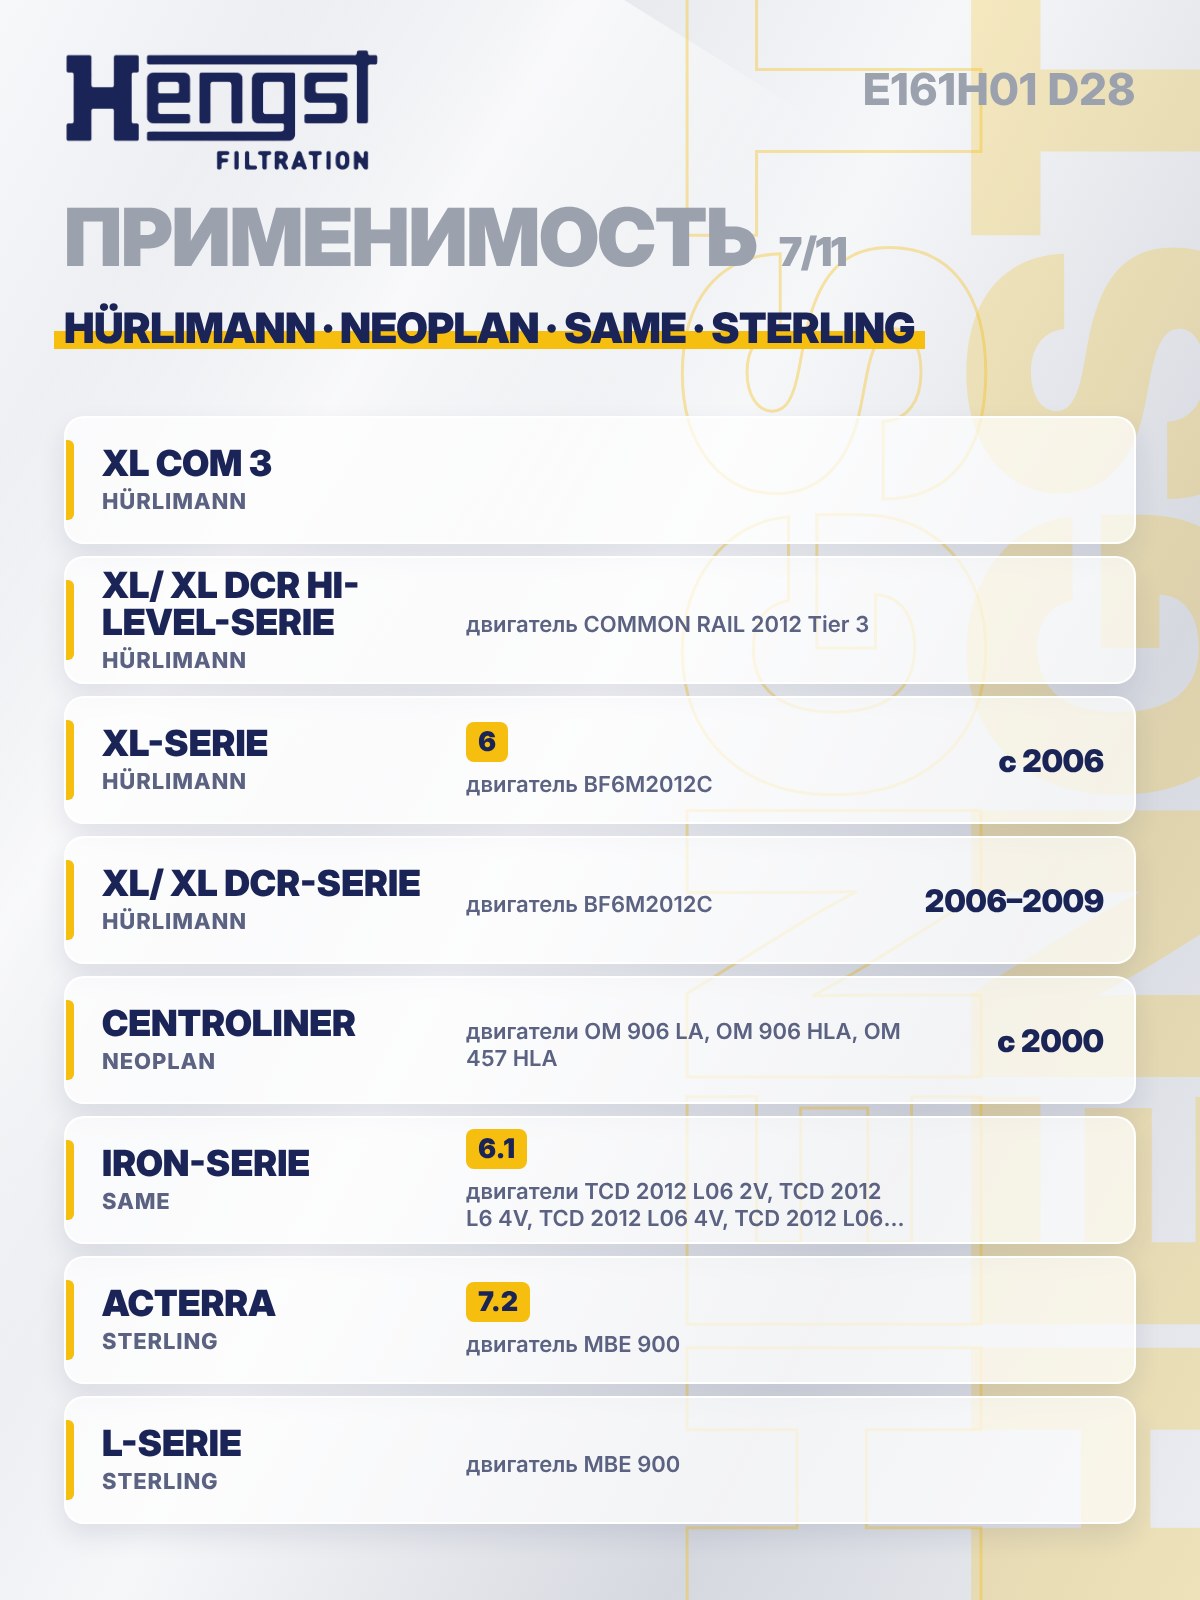 Hengst
FILTRATION
E161H01 D28
ПРИМЕНИМОСТЬ 7/11
HÜRLIMANN · NEOPLAN · SAME · STERLING
XL COM 3
HÜRLIMANN
XL/ XL DCR HI-
LEVEL-SERIE
HÜRLIMANN
двигатель COMMON RAIL 2012 Tier 3
XL-SERIE
HÜRLIMANN
6
двигатель BF6M2012C
с 2006
XL/ XL DCR-SERIE
HÜRLIMANN
двигатель BF6M2012C
2006–2009
CENTROLINER
NEOPLAN
двигатели OM 906 LA, OM 906 HLA, OM
457 HLA
с 2000
IRON-SERIE
SAME
6.1
двигатели TCD 2012 L06 2V, TCD 2012
L6 4V, TCD 2012 L06 4V, TCD 2012 L06...
ACTERRA
STERLING
7.2
двигатель MBE 900
L-SERIE
STERLING
двигатель MBE 900
HENGST
HENGST